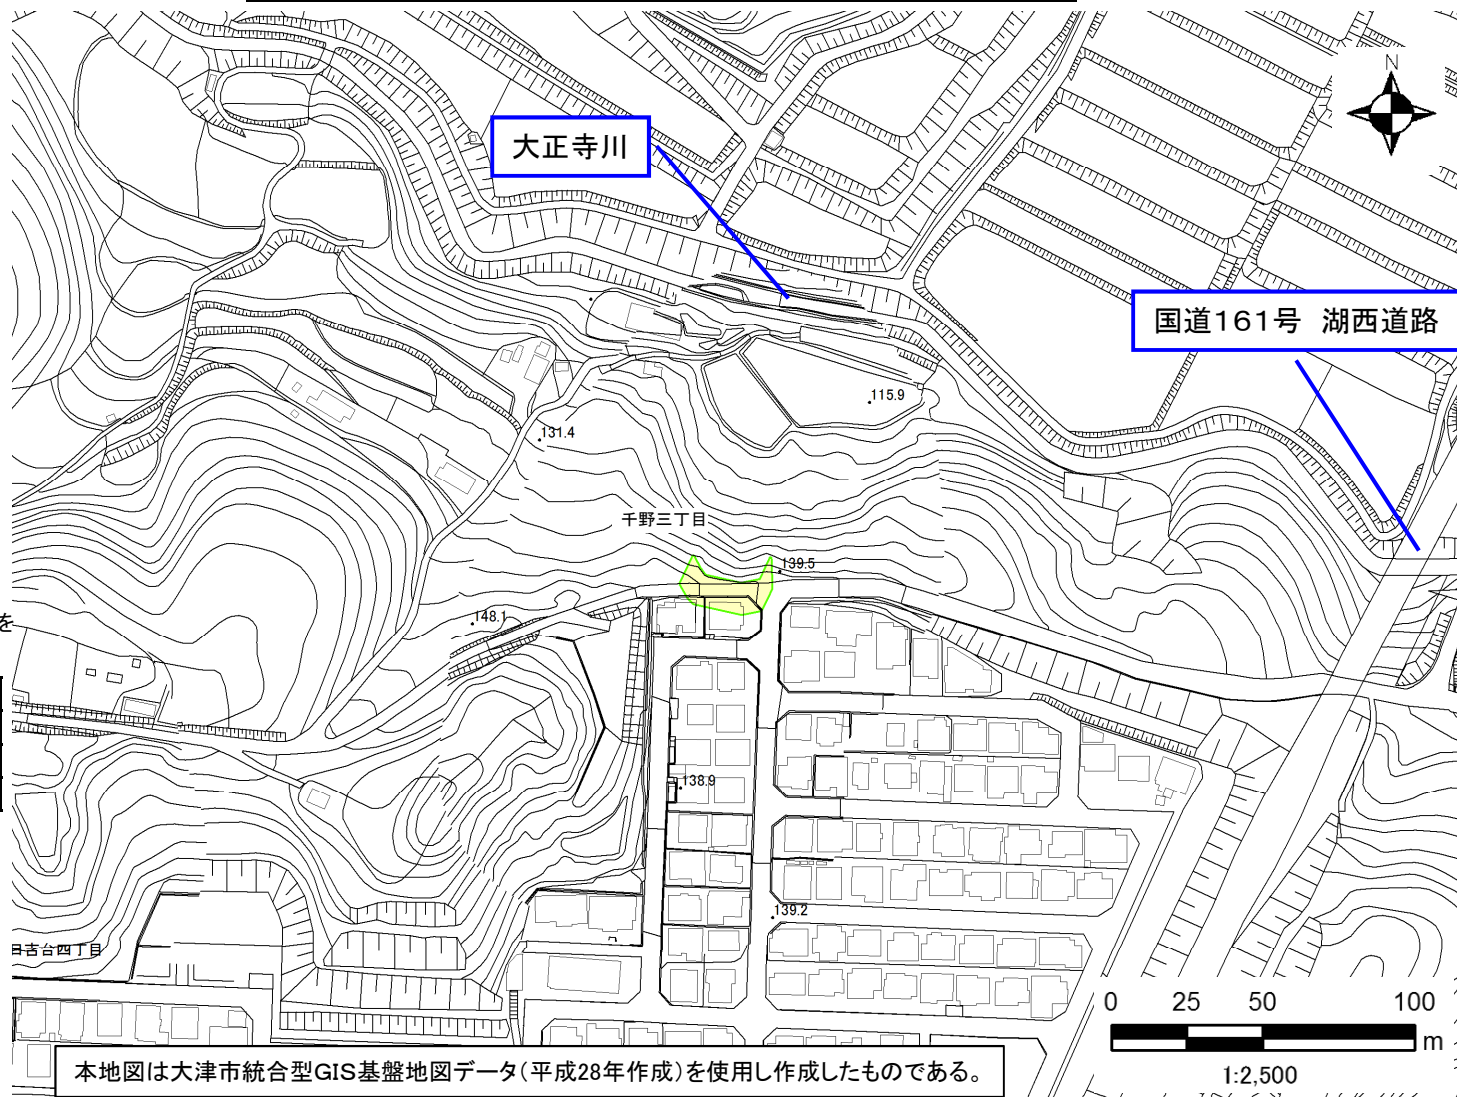 N
大正寺川
国道161号 湖西道路
115.9
131.4
千野三丁目
139.5
148.1
を
138.9
139.2
日吉台四丁目
0 25 50 100
m
1:2,500
本地図は大津市統合型GIS基盤地図データ(平成28年作成)を使用し作成したものである。